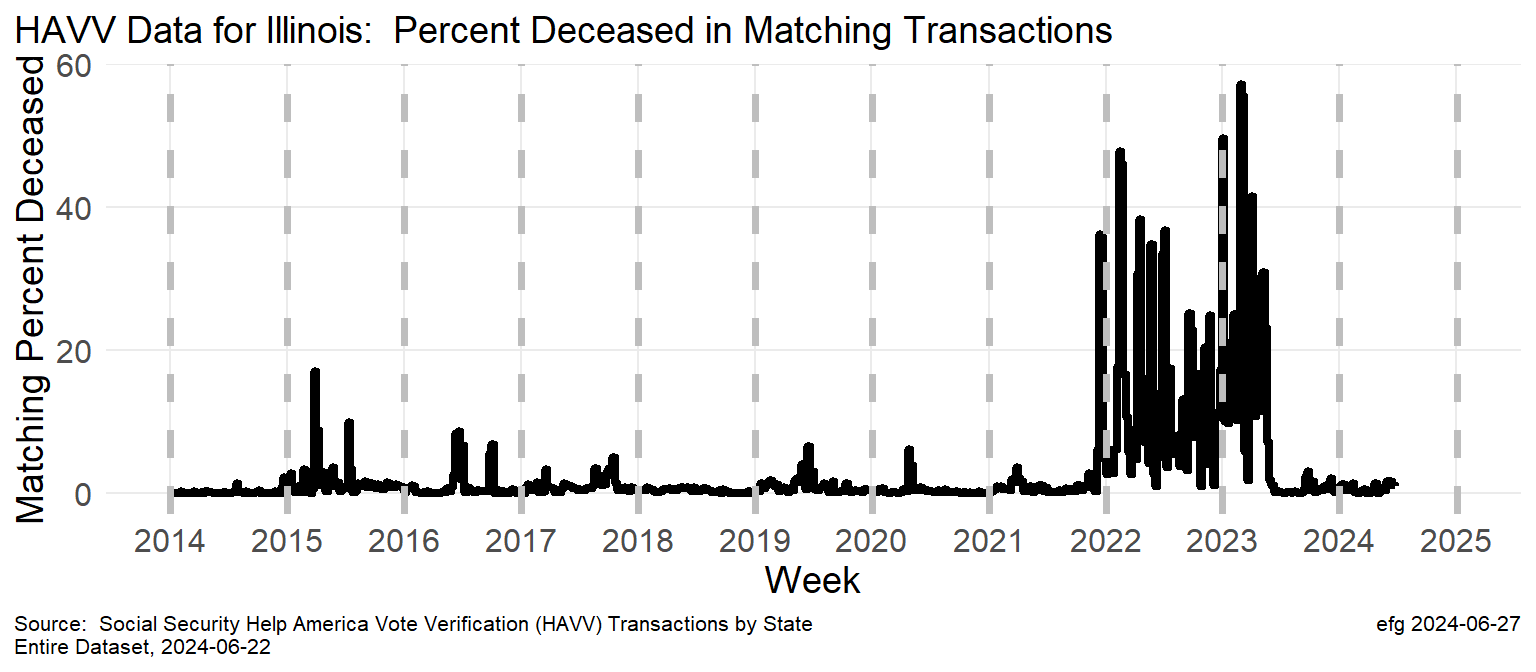 HAVV Data for Illinois:  Percent Deceased in Matching Transactions
Matching Percent Deceased
60
40
20
0
2014 2015 2016 2017 2018 2019 2020 2021 2022 2023 2024 2025
Week
Source:  Social Security Help America Vote Verification (HAVV) Transactions by State
Entire Dataset, 2024-06-22
efg 2024-06-27